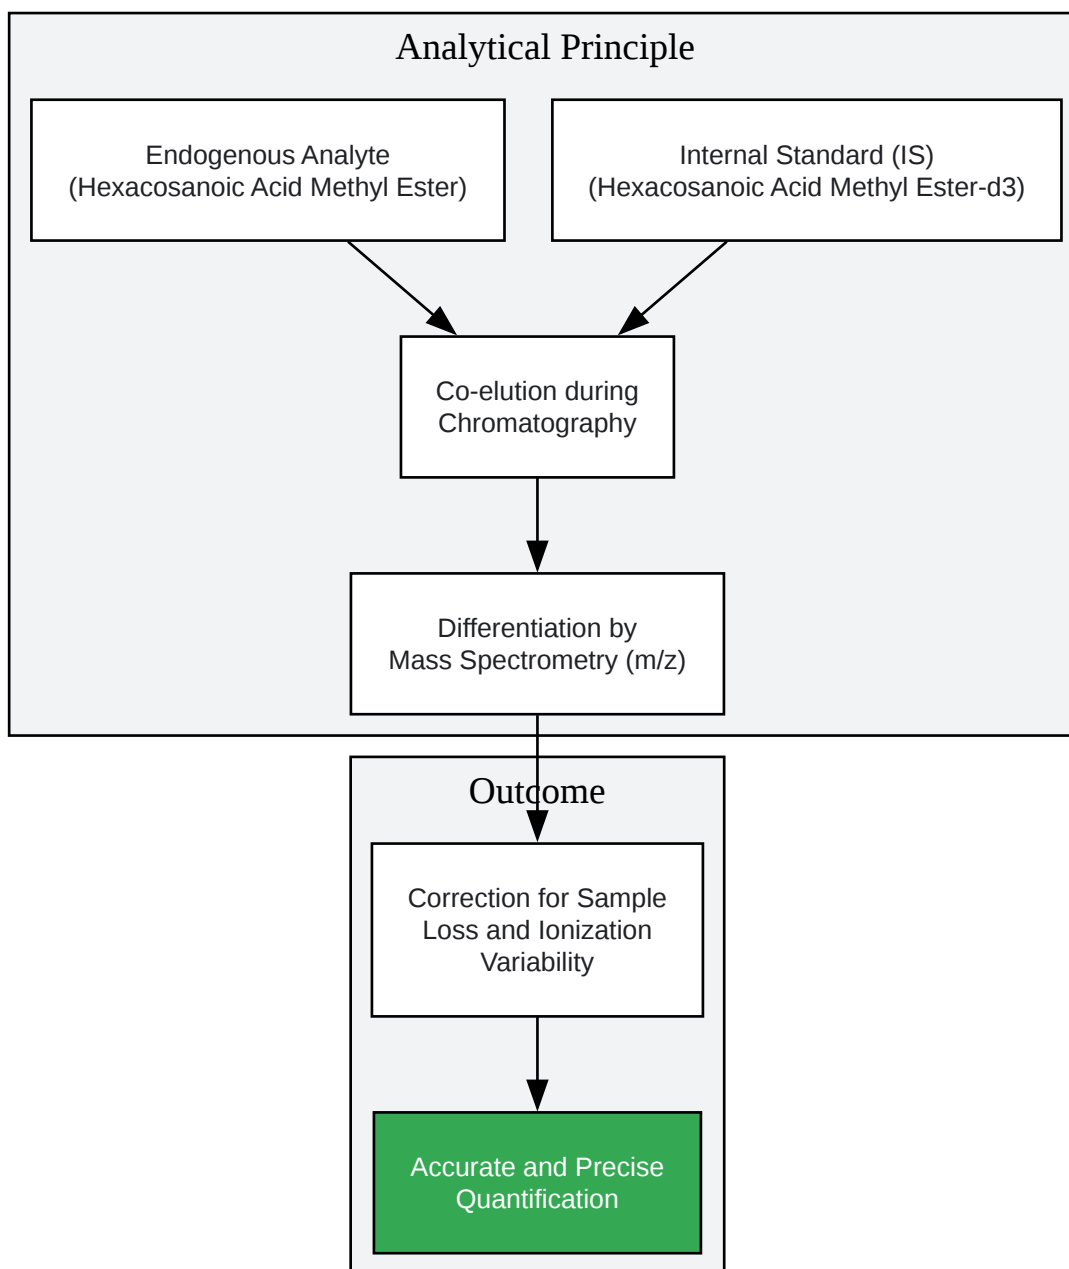 Analytical Principle
Endogenous Analyte
(Hexacosanoic Acid Methyl Ester)
Internal Standard (IS)
(Hexacosanoic Acid Methyl Ester-d3)
Co-elution during
Chromatography
Differentiation by
Mass Spectrometry (m/z)
Outcome
Correction for Sample
Loss and Ionization
Variability
Accurate and Precise
Quantification